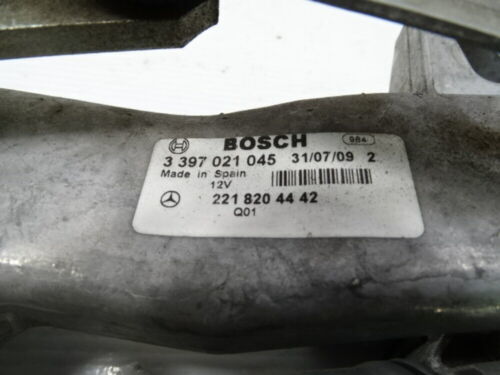 BOSCH 984
3 397 021 045 31/07/09 2
Made in Spain
12V
221 820 44 42
Q01